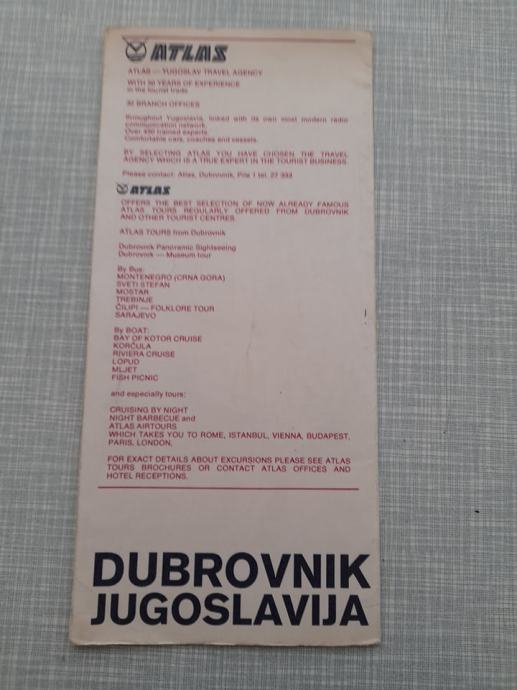 ATLAS
ATLAS — YUGOSLAV TRAVEL AGENCY
WITH 50 YEARS OF EXPERIENCE
in the tourist trade
30 BRANCH OFFICES
throughout Yugoslavia, linked with its own most modern radio
communication network.
Over 450 trained experts.
Comfortable cars, coaches and vessels.
BY SELECTING ATLAS YOU HAVE CHOSEN THE TRAVEL
AGENCY WHICH IS A TRUE EXPERT IN THE TOURIST BUSINESS
Please contact: Atlas, Dubrovnik, Pile 1 tel. 27 333
ATLAS
OFFERS THE BEST SELECTION OF NOW ALREADY FAMOUS
ATLAS TOURS REGULARLY OFFERED FROM DUBROVNIK
AND OTHER TOURIST CENTRES.
ATLAS TOURS from Dubrovnik
Dubrovnik Panoramic Sightseeing
Dubrovnik — Museum tour
By Bus:
MONTENEGRO (CRNA GORA)
SVETI STEFAN
MOSTAR
TREBINJE
ČILIPI — FOLKLORE TOUR
SARAJEVO
By BOAT:
BAY OF KOTOR CRUISE
KORČULA
RIVIERA CRUISE
LOPUD
MLJET
FISH PICNIC
and especially tours:
CRUISING BY NIGHT
NIGHT BARBECUE and
ATLAS AIRTOURS
WHICH TAKES YOU TO ROME, ISTANBUL, VIENNA, BUDAPEST,
PARIS, LONDON,
FOR EXACT DETAILS ABOUT EXCURSIONS PLEASE SEE ATLAS
TOURS BROCHURES OR CONTACT ATLAS OFFICES AND
HOTEL RECEPTIONS.
DUBROVNIK
JUGOSLAVIJA